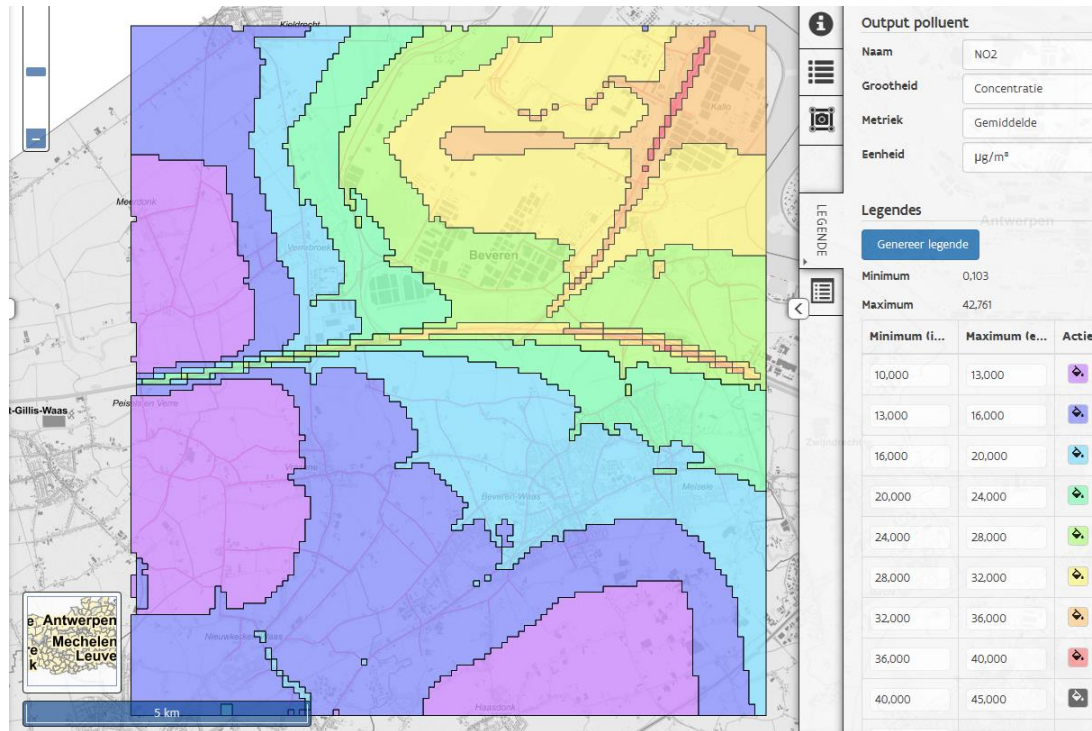 Kieldrecht
Kallo
Meerdonk
Verrebroek
Beveren
Antwerpen
t-Gillis-Waas
Zwijndrecht
Vrasene
Beveren-Waas
Melsele
Nieuwkerken-Waas
Haasdonk
e Antwerpen
Mechelen
Leuve
k
5 km
LEGENDE
Output polluent
Naam NO2
Grootheid Concentratie
Metriek Gemiddelde
Eenheid µg/m³
Legendes
Genereer legende
Minimum 0,103
Maximum 42,761
Minimum (i... Maximum (e... Actie
10,000 13,000
13,000 16,000
16,000 20,000
20,000 24,000
24,000 28,000
28,000 32,000
32,000 36,000
36,000 40,000
40,000 45,000